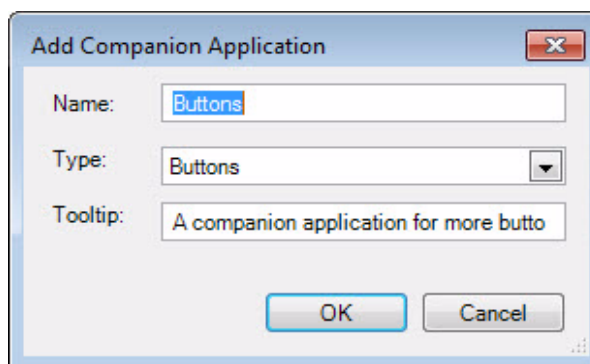 Add Companion Application
Name: Buttons
Type: Buttons
Tooltip: A companion application for more butto
OK Cancel